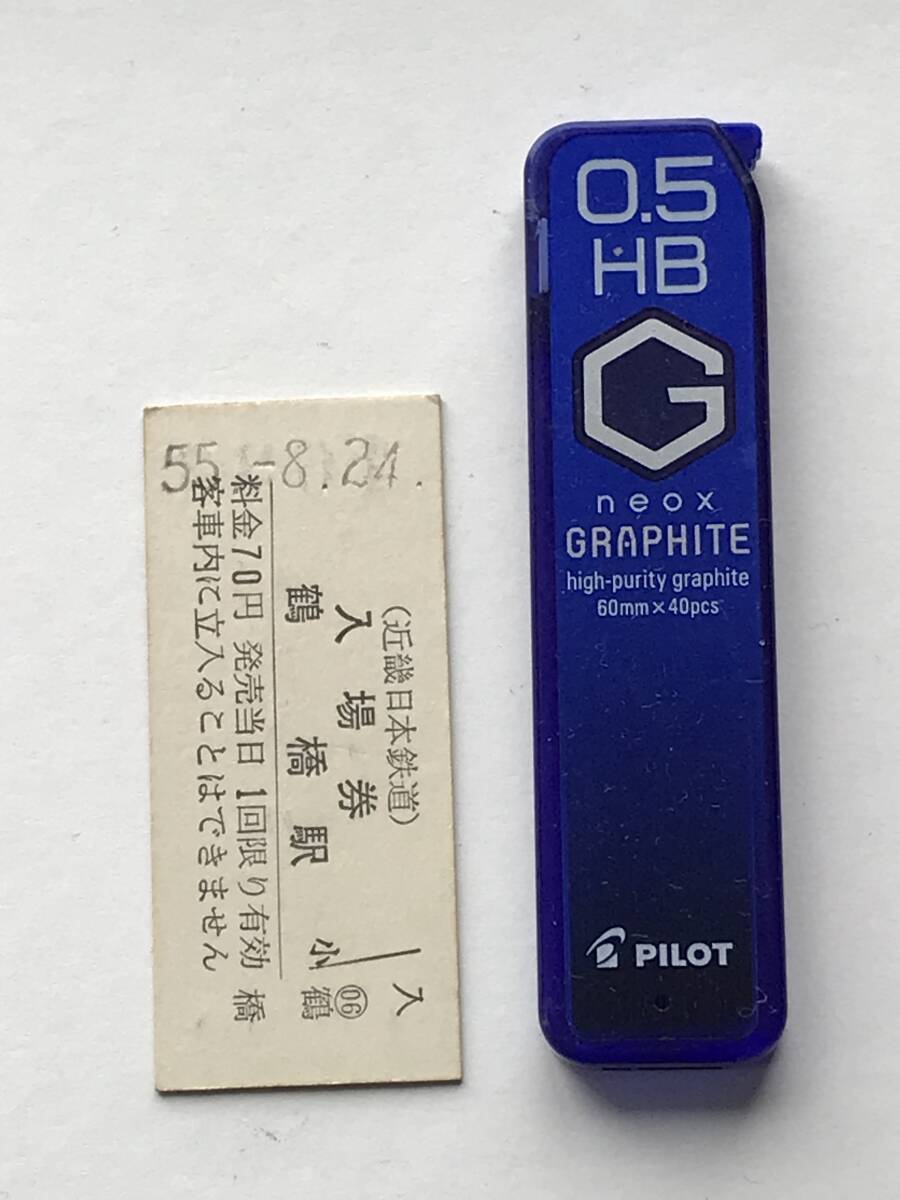 55.-8.24.
(近畿日本鉄道)
入場券
鶴橋駅
料金70円 発売当日1回限り有効
客車内に立入ることはできません
入
小
06
鶴橋
0.5
HB
G
neox
GRAPHITE
high-purity graphite
60mm×40pcs
PILOT